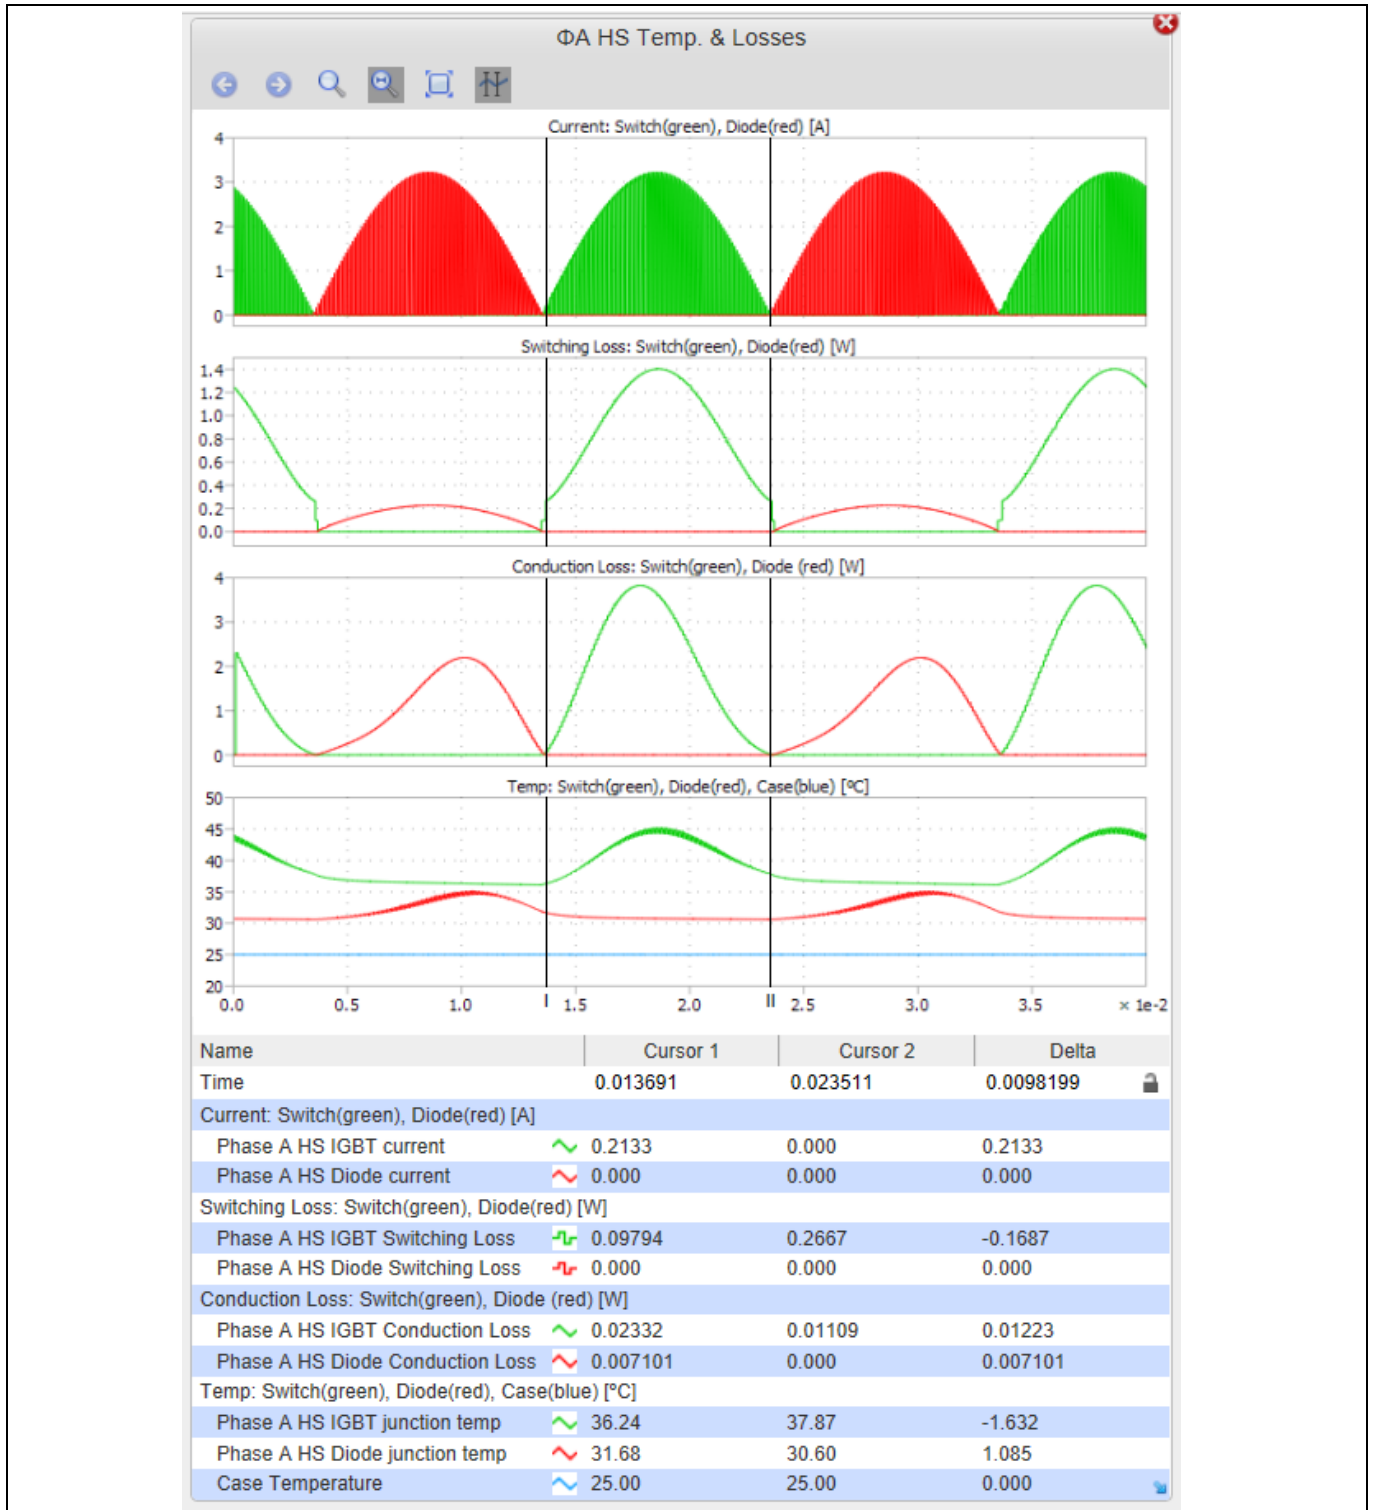 ΦA HS Temp. & Losses
Current: Switch(green), Diode(red) [A]
4
3
2
1
0
Switching Loss: Switch(green), Diode(red) [W]
1.4
1.2
1.0
0.8
0.6
0.4
0.2
0.0
Conduction Loss: Switch(green), Diode (red) [W]
4
3
2
1
0
Temp: Switch(green), Diode(red), Case(blue) [ºC]
50
45
40
35
30
25
20
0.0 0.5 1.0 I 1.5 2.0 II 2.5 3.0 3.5 × 1e-2
Name Cursor 1 Cursor 2 Delta
Time 0.013691 0.023511 0.0098199
Current: Switch(green), Diode(red) [A]
Phase A HS IGBT current 0.2133 0.000 0.2133
Phase A HS Diode current 0.000 0.000 0.000
Switching Loss: Switch(green), Diode(red) [W]
Phase A HS IGBT Switching Loss 0.09794 0.2667 -0.1687
Phase A HS Diode Switching Loss 0.000 0.000 0.000
Conduction Loss: Switch(green), Diode (red) [W]
Phase A HS IGBT Conduction Loss 0.02332 0.01109 0.01223
Phase A HS Diode Conduction Loss 0.007101 0.000 0.007101
Temp: Switch(green), Diode(red), Case(blue) [ºC]
Phase A HS IGBT junction temp 36.24 37.87 -1.632
Phase A HS Diode junction temp 31.68 30.60 1.085
Case Temperature 25.00 25.00 0.000